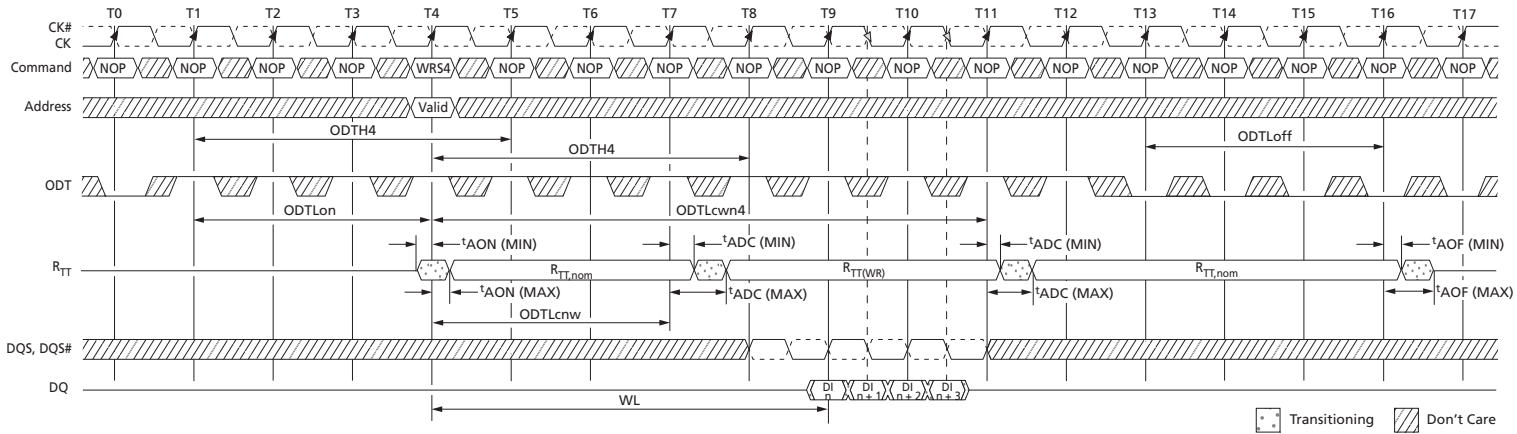 T0 T1 T2 T3 T4 T5 T6 T7 T8 T9 T10 T11 T12 T13 T14 T15 T16 T17
CK#
CK
Command NOP NOP NOP NOP WRS4 NOP NOP NOP NOP NOP NOP NOP NOP NOP NOP NOP NOP NOP
Address Valid
ODTH4 ODTLoff
ODTH4
ODT
ODTLon ODTLcwn4
tAON (MIN) tADC (MIN) tADC (MIN) tAOF (MIN)
RTT RTT,nom RTT(WR) RTT,nom
tAON (MAX) tADC (MAX) tADC (MAX) tAOF (MAX)
ODTLcnw
DQS, DQS#
DQ DI n DI n + 1 DI n + 2 DI n + 3
WL
Transitioning Don't Care